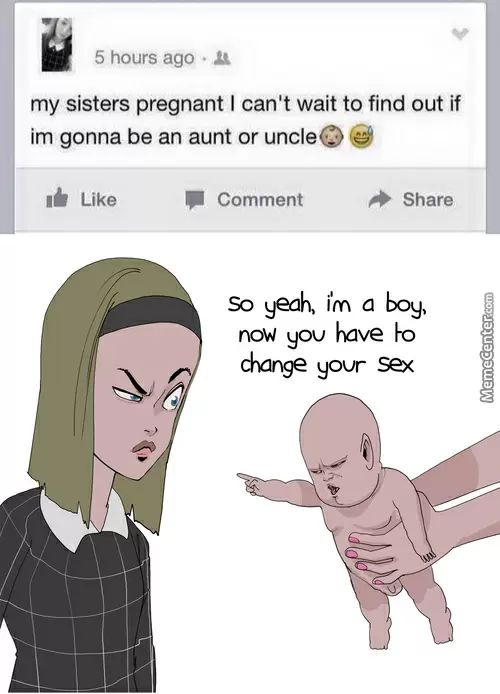 5 hours ago
my sisters pregnant I can't wait to find out if
im gonna be an aunt or uncle👶😅
Like Comment Share
So yeah, i'm a boy,
now you have to
change your sex
MemeCenter.com